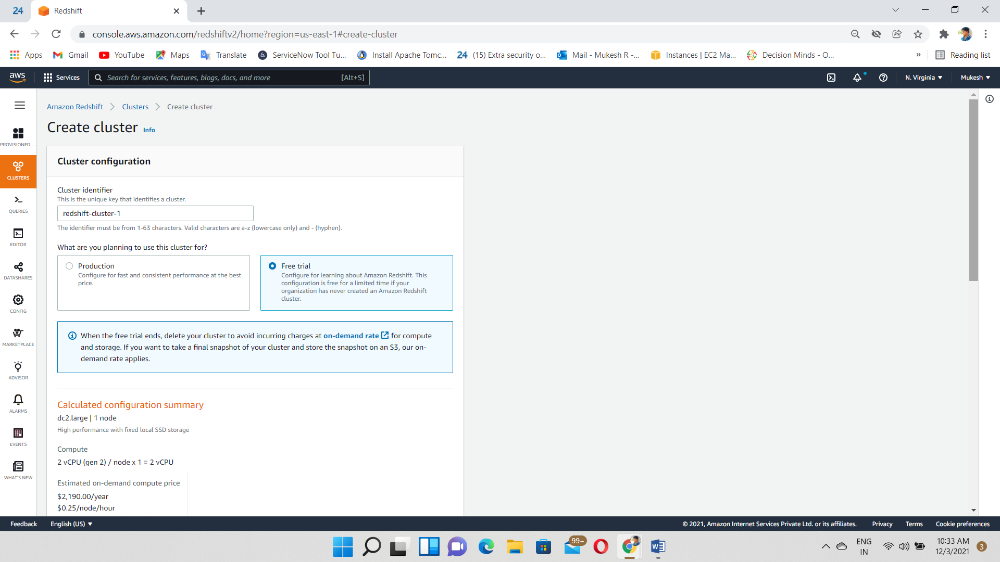 24
Redshift
console.aws.amazon.com/redshiftv2/home?region=us-east-1#create-cluster
Apps
Gmail
YouTube
Maps
Translate
ServiceNow Tool Tu...
Install Apache Tomc...
24 (15) Extra security o...
Mail - Mukesh R -...
Instances | EC2 Ma...
Decision Minds - O...
»
Reading list
aws
Services
Search for services, features, blogs, docs, and more [Alt+S]
N. Virginia
Mukesh
PROVISIONED ...
CLUSTERS
QUERIES
EDITOR
DATASHARES
CONFIG
MARKETPLACE
ADVISOR
ALARMS
EVENTS
WHAT'S NEW
Amazon Redshift > Clusters > Create cluster
Create cluster Info
Cluster configuration
Cluster identifier
This is the unique key that identifies a cluster.
redshift-cluster-1
The identifier must be from 1-63 characters. Valid characters are a-z (lowercase only) and - (hyphen).
What are you planning to use this cluster for?
Production
Configure for fast and consistent performance at the best
price.
Free trial
Configure for learning about Amazon Redshift. This
configuration is free for a limited time if your
organization has never created an Amazon Redshift
cluster.
When the free trial ends, delete your cluster to avoid incurring charges at on-demand rate for compute
and storage. If you want to take a final snapshot of your cluster and store the snapshot on an S3, our on-
demand rate applies.
Calculated configuration summary
dc2.large | 1 node
High performance with fixed local SSD storage
Compute
2 vCPU (gen 2) / node x 1 = 2 vCPU
Estimated on-demand compute price
$2,190.00/year
$0.25/node/hour
Feedback
English (US)
© 2021, Amazon Internet Services Private Ltd. or its affiliates.
Privacy
Terms
Cookie preferences
99+
ENG
IN
10:33 AM
12/3/2021
3